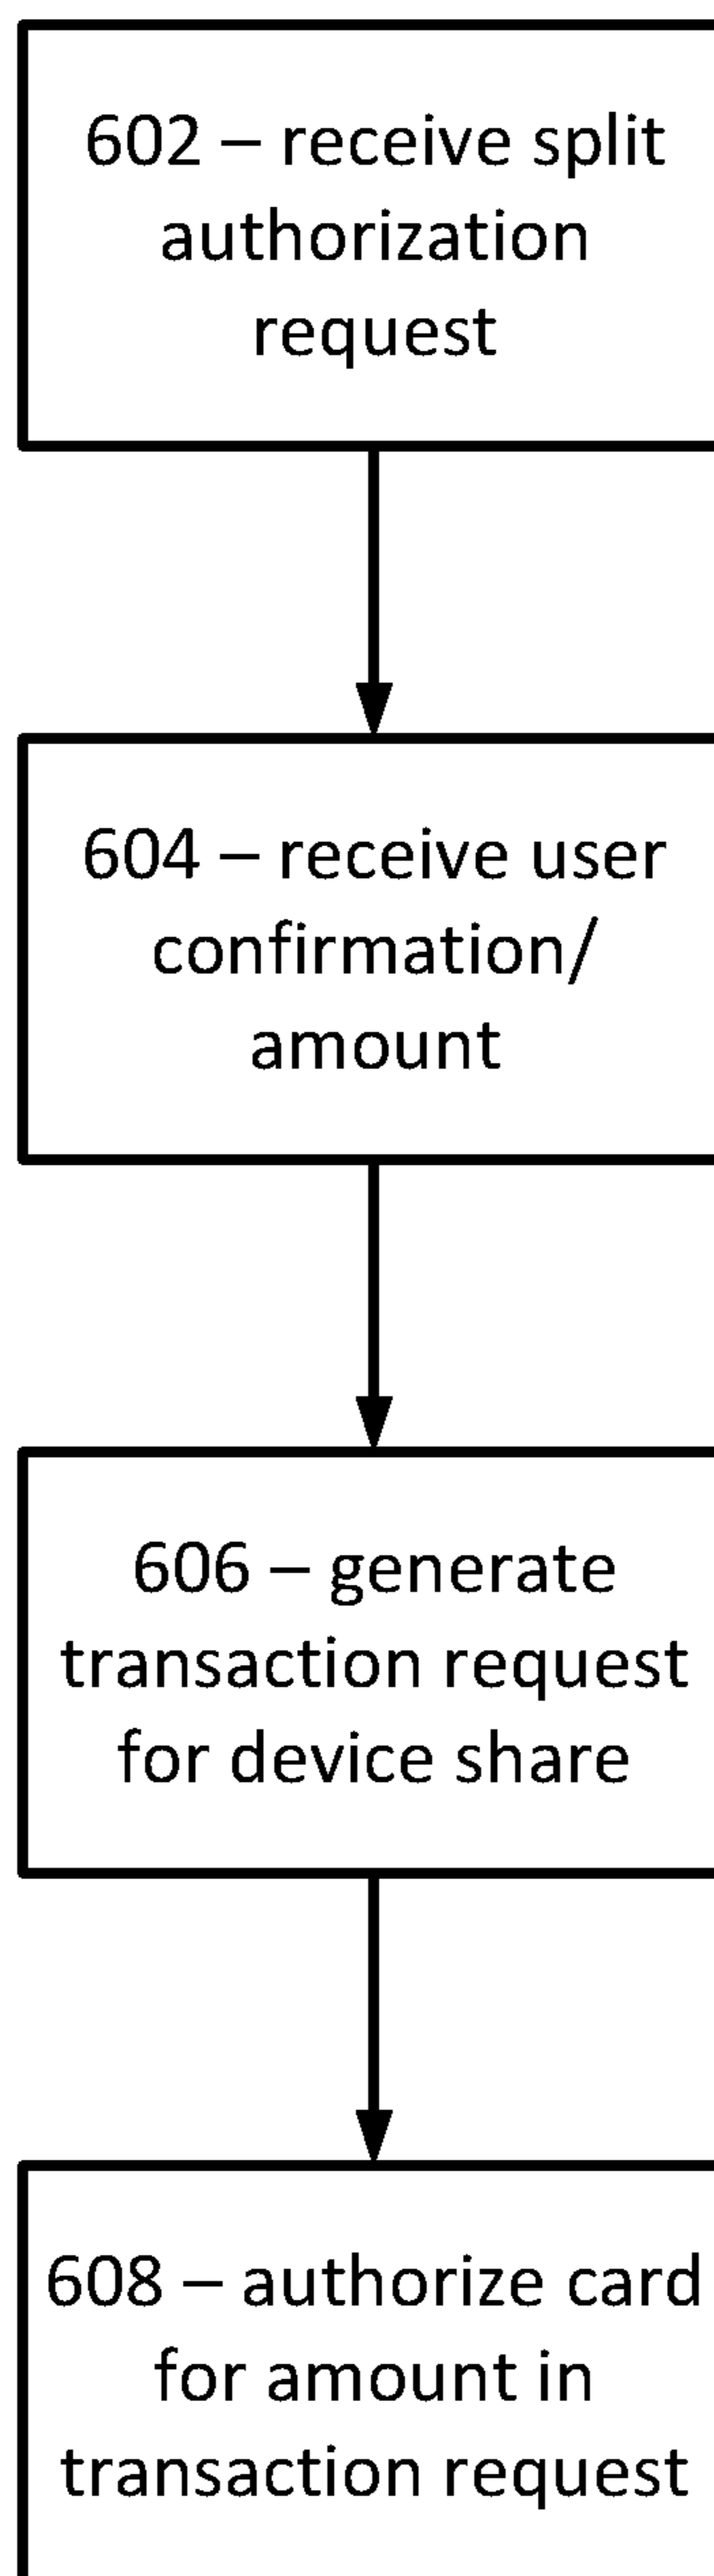 602 – receive split
authorization
request
604 – receive user
confirmation/
amount
606 – generate
transaction request
for device share
608 – authorize card
for amount in
transaction request